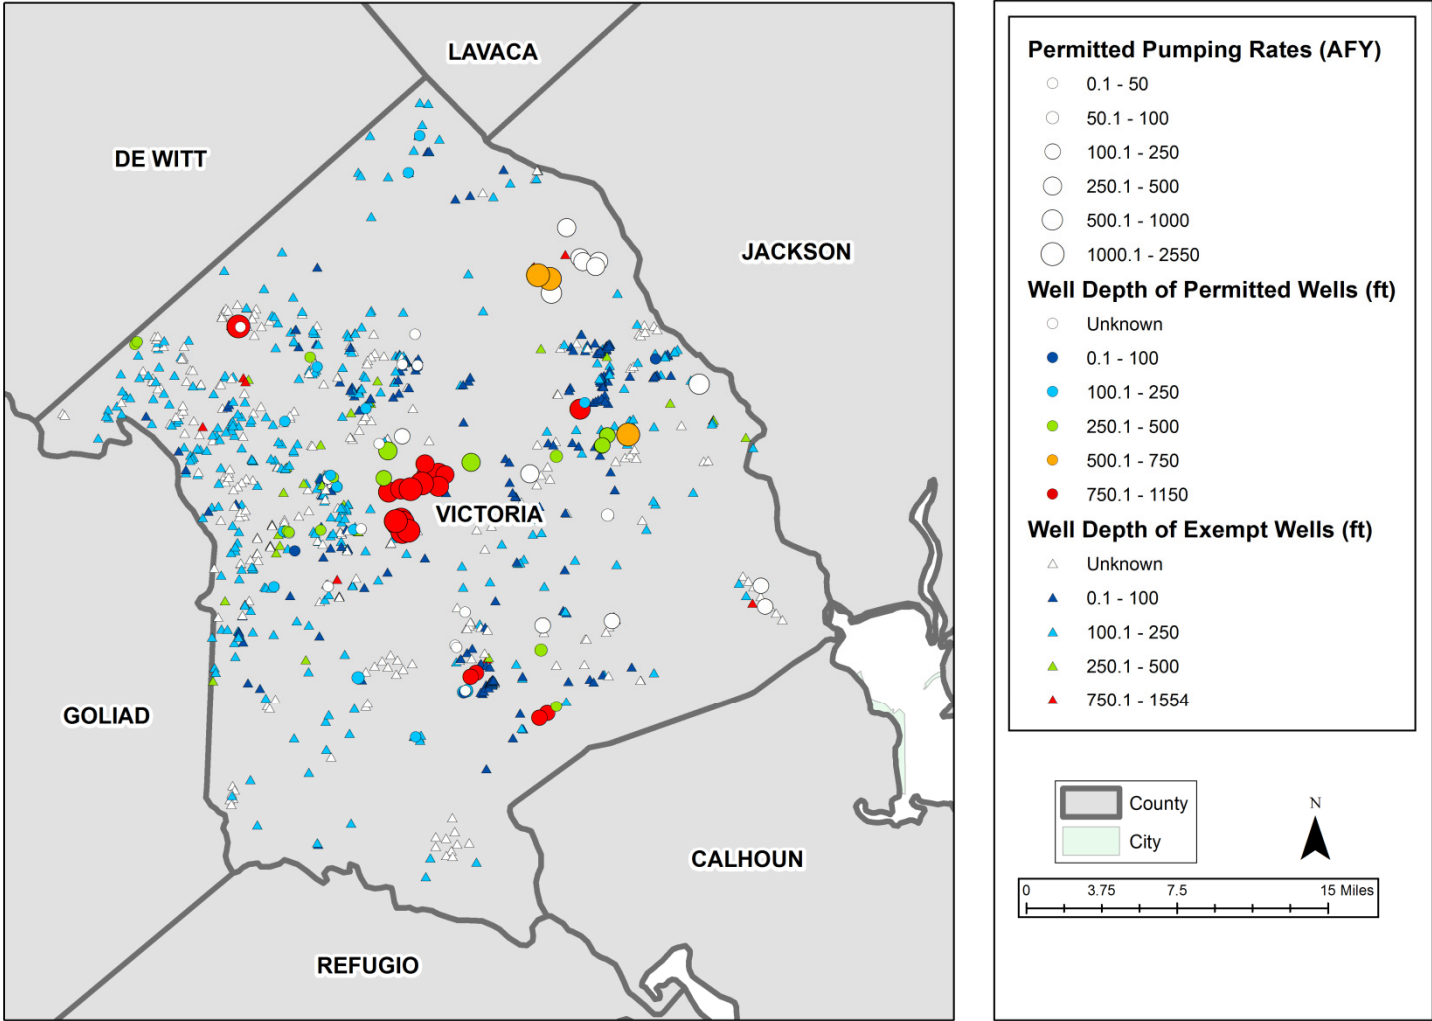 LAVACA
DE WITT
JACKSON
VICTORIA
GOLIAD
CALHOUN
REFUGIO
Permitted Pumping Rates (AFY)
0.1 - 50
50.1 - 100
100.1 - 250
250.1 - 500
500.1 - 1000
1000.1 - 2550
Well Depth of Permitted Wells (ft)
Unknown
0.1 - 100
100.1 - 250
250.1 - 500
500.1 - 750
750.1 - 1150
Well Depth of Exempt Wells (ft)
Unknown
0.1 - 100
100.1 - 250
250.1 - 500
750.1 - 1554
County
City
N
0 3.75 7.5 15 Miles